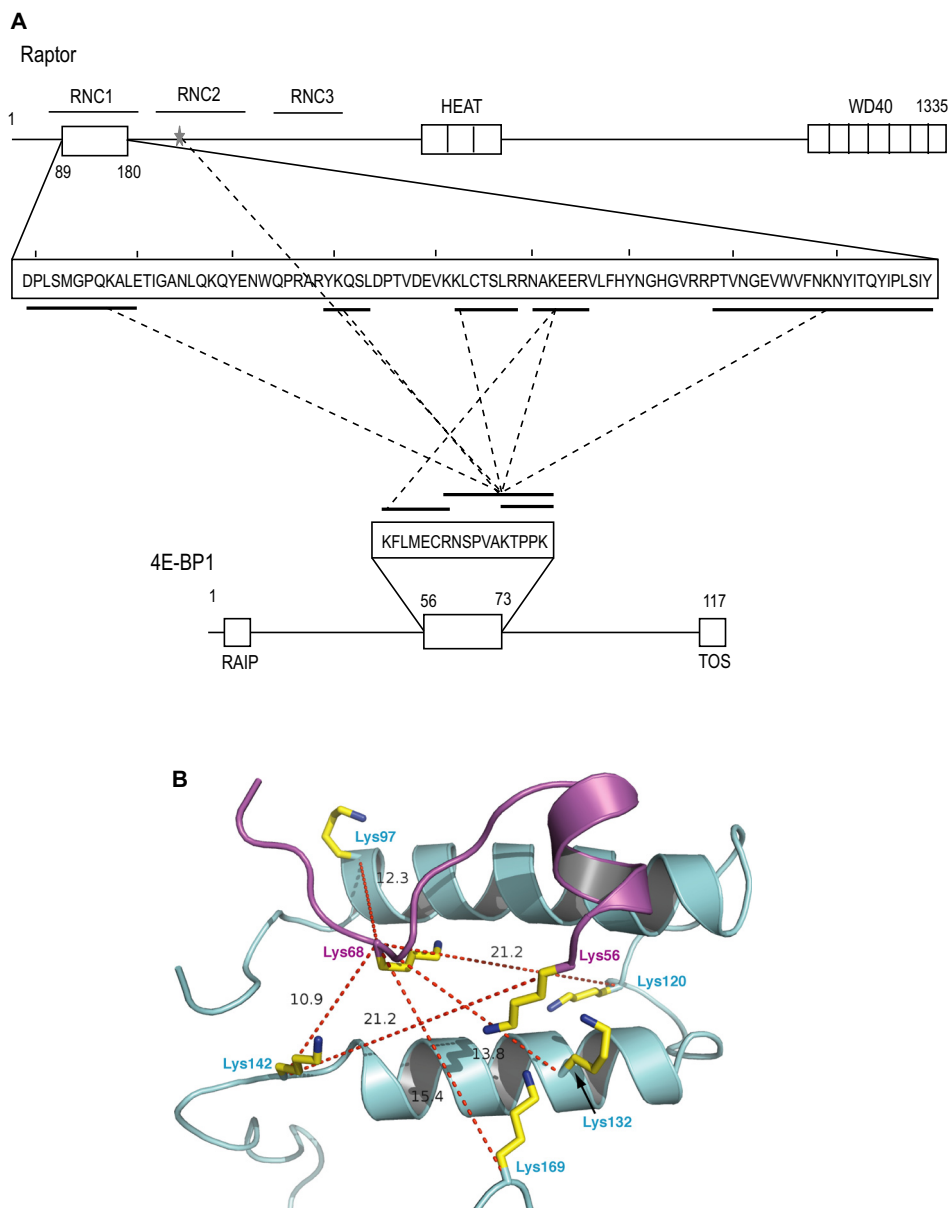 A
Raptor
RNC1 RNC2 RNC3 HEAT WD40 1335
1
89 180
DPLSMGPQKALETIGANLQKQYENWQPRARYKQSLDPTVDEVKKLCTSLRRNAKEERVLFHYNGHGVRRPTVNGEVWVFNKNYITQYIPLSIY
KFLMECRNSPVAKTPPK
4E-BP1
1 56 73 117
RAIP TOS
B
Lys97
12.3
Lys68 21.2 Lys56
Lys120
10.9
21.2
Lys142 13.8
15.4
Lys132
Lys169